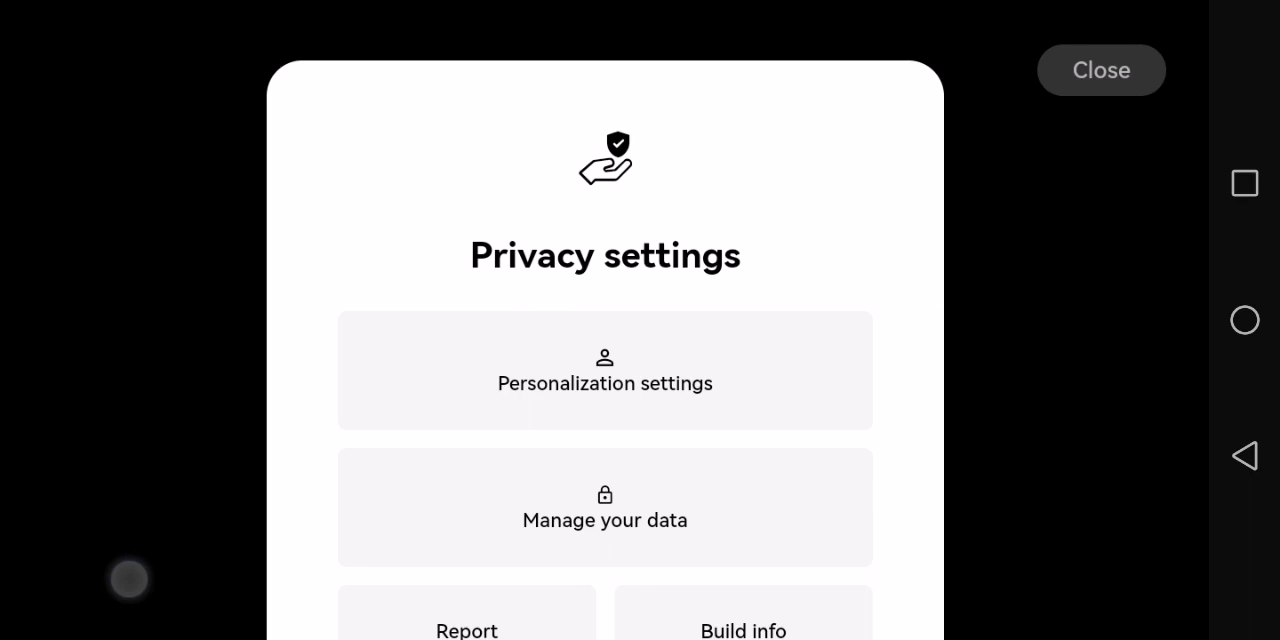 Close
Privacy settings
Personalization settings
Manage your data
Report
Build info